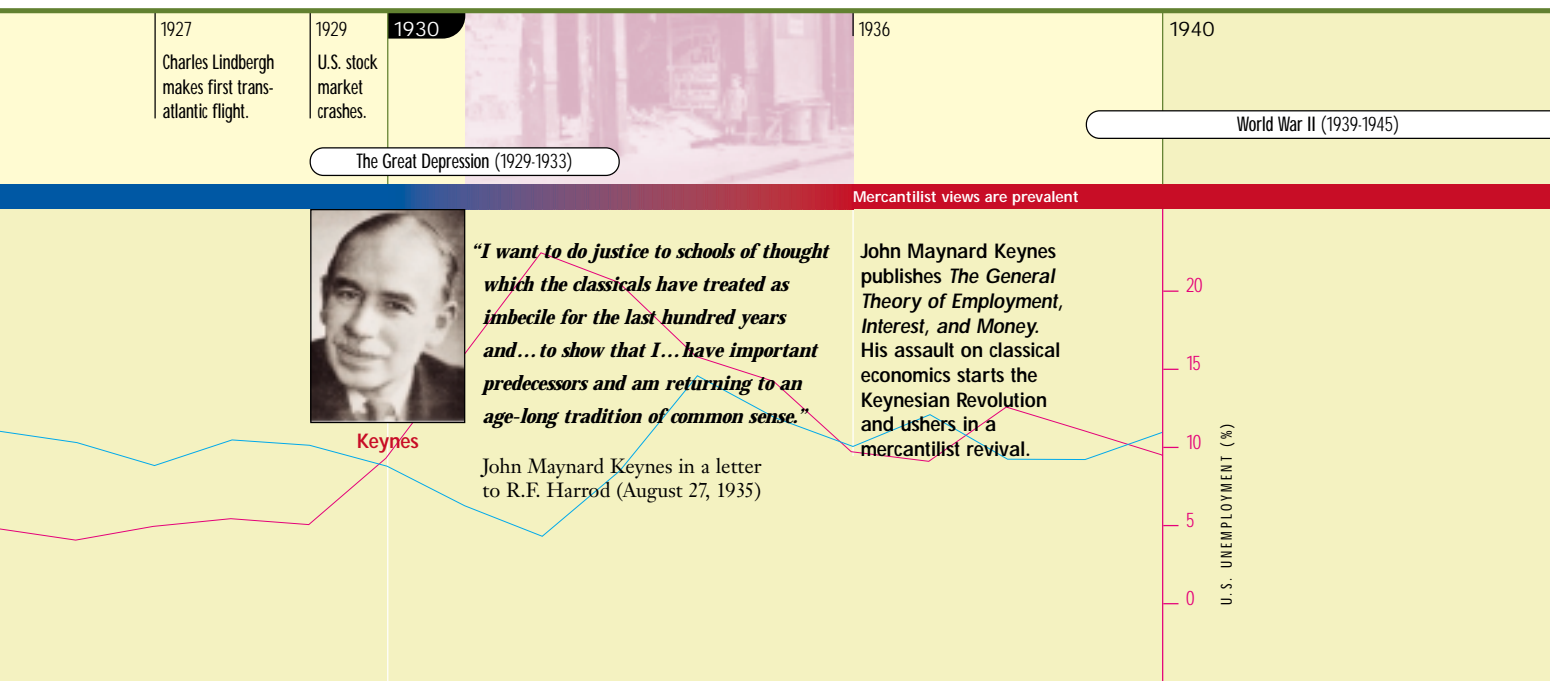 1927
Charles Lindbergh
makes first trans-
atlantic flight.
1929
U.S. stock
market
crashes.
1930
1936
1940
The Great Depression (1929-1933)
World War II (1939-1945)
Mercantilist views are prevalent
Keynes
“I want to do justice to schools of thought
which the classicals have treated as
imbecile for the last hundred years
and…to show that I…have important
predecessors and am returning to an
age-long tradition of common sense.”
John Maynard Keynes in a letter
to R.F. Harrod (August 27, 1935)
John Maynard Keynes
publishes The General
Theory of Employment,
Interest, and Money.
His assault on classical
economics starts the
Keynesian Revolution
and ushers in a
mercantilist revival.
20
15
10
5
0
U.S. UNEMPLOYMENT (%)